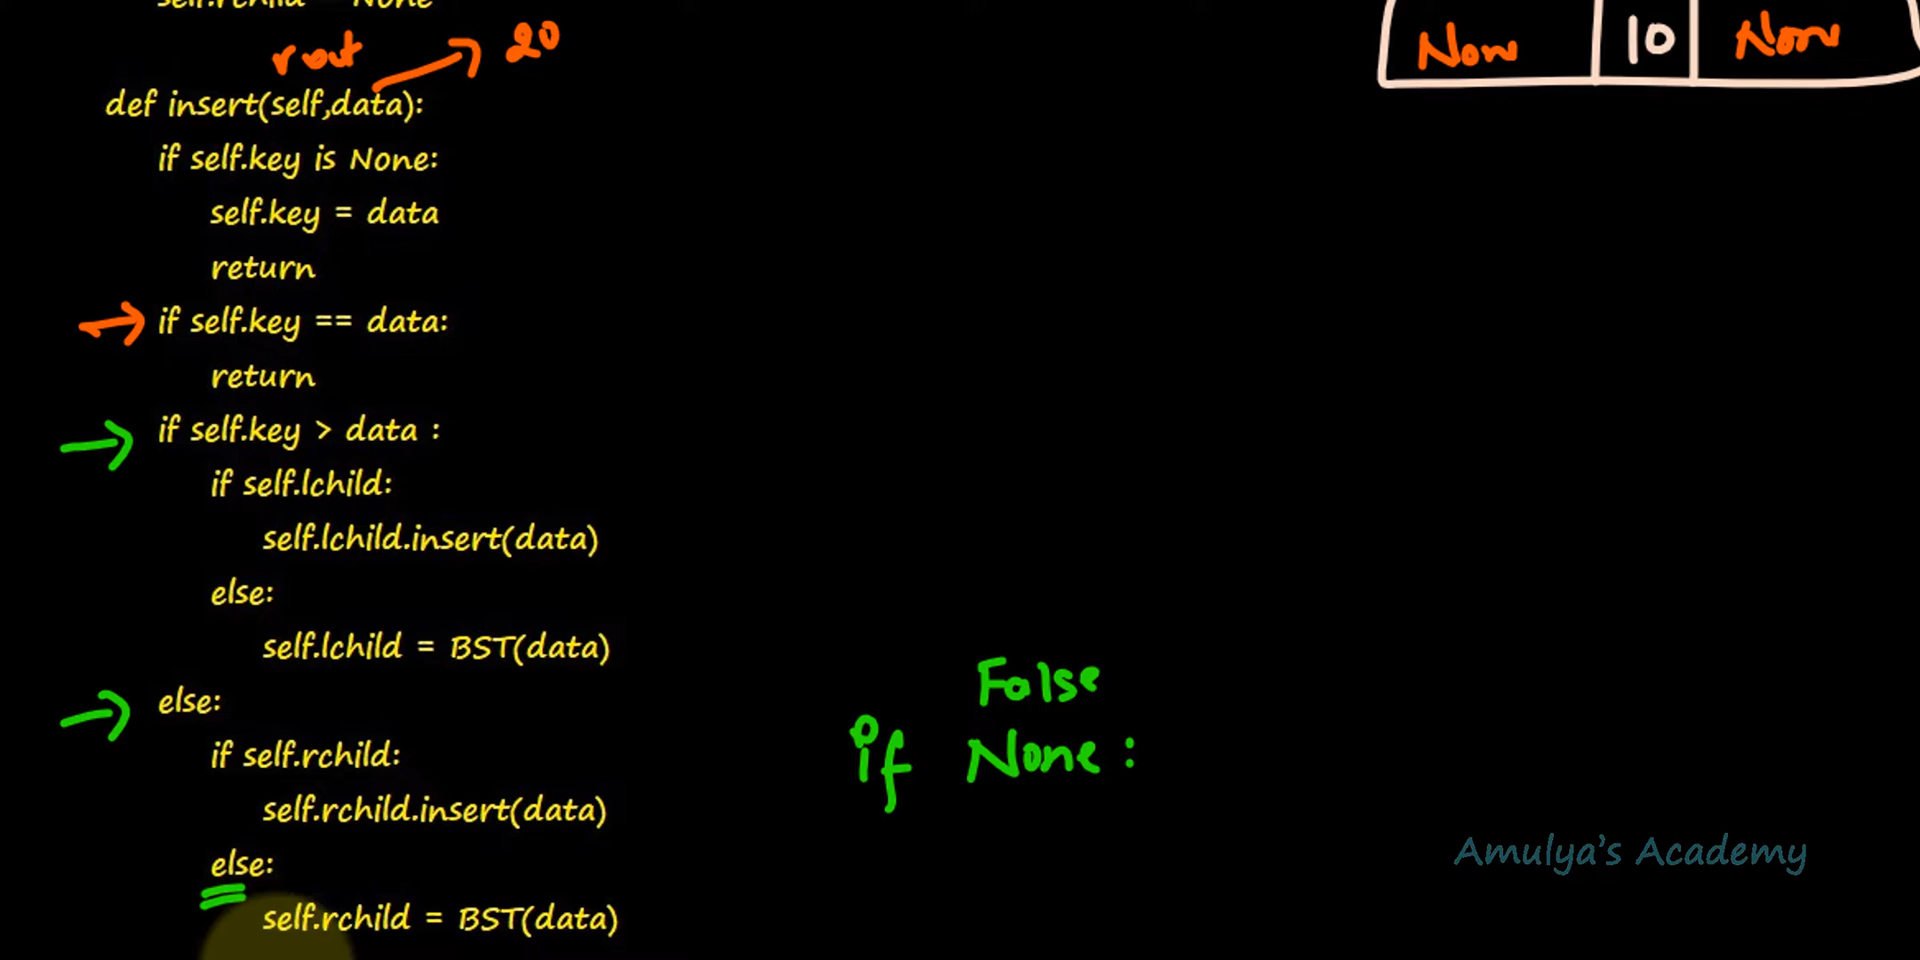 self.rchild = None
root
20
None 10 None
def insert(self,data):
if self.key is None:
self.key = data
return
if self.key == data:
return
if self.key > data :
if self.lchild:
self.lchild.insert(data)
else:
self.lchild = BST(data)
else:
if self.rchild:
self.rchild.insert(data)
else:
self.rchild = BST(data)
False
if None :
Amulya's Academy